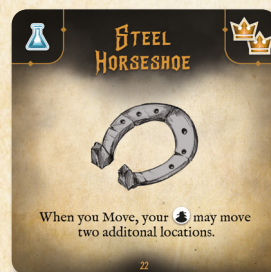 Steel
Horseshoe
When you Move, your may move
two additonal locations.
22